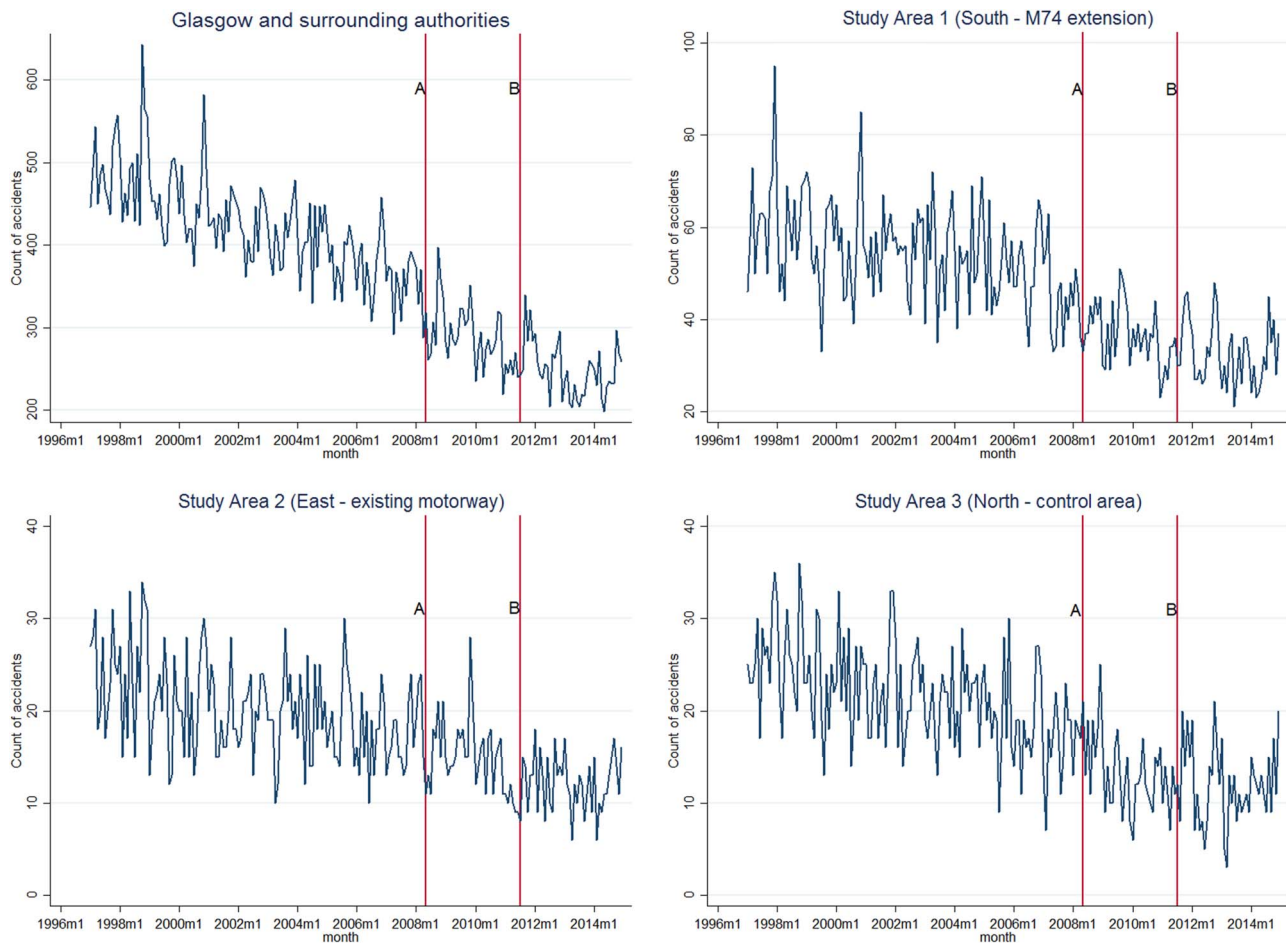 Glasgow and surrounding authorities
Count of accidents
600
500
400
300
200
A
B
1996m1 1998m1 2000m1 2002m1 2004m1 2006m1 2008m1 2010m1 2012m1 2014m1
month
Study Area 1 (South - M74 extension)
Count of accidents
100
80
60
40
20
A
B
1996m1 1998m1 2000m1 2002m1 2004m1 2006m1 2008m1 2010m1 2012m1 2014m1
month
Study Area 2 (East - existing motorway)
Count of accidents
40
30
20
10
0
A
B
1996m1 1998m1 2000m1 2002m1 2004m1 2006m1 2008m1 2010m1 2012m1 2014m1
month
Study Area 3 (North - control area)
Count of accidents
40
30
20
10
0
A
B
1996m1 1998m1 2000m1 2002m1 2004m1 2006m1 2008m1 2010m1 2012m1 2014m1
month